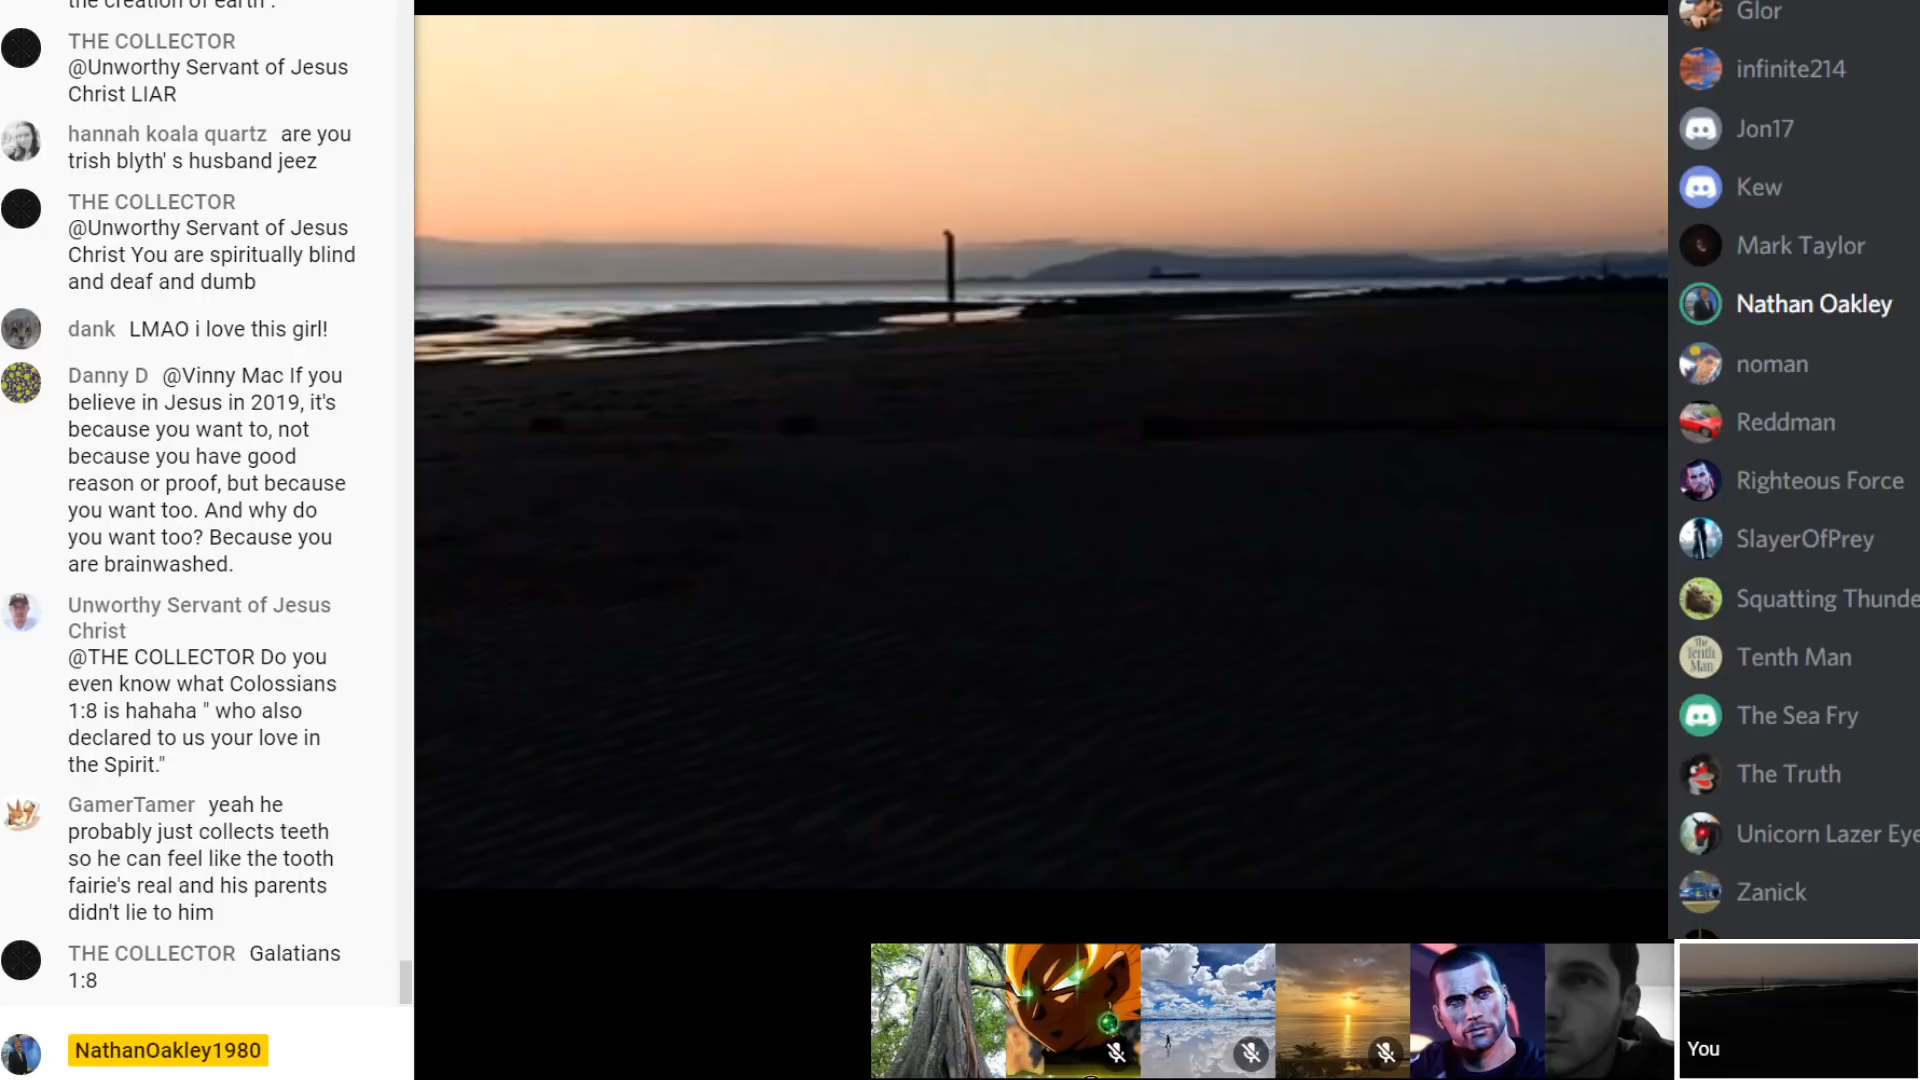 the creation of earth".
THE COLLECTOR
@Unworthy Servant of Jesus
Christ LIAR
hannah koala quartz are you
trish blyth' s husband jeez
THE COLLECTOR
@Unworthy Servant of Jesus
Christ You are spiritually blind
and deaf and dumb
dank LMAO i love this girl!
Danny D @Vinny Mac If you
believe in Jesus in 2019, it's
because you want to, not
because you have good
reason or proof, but because
you want too. And why do
you want too? Because you
are brainwashed.
Unworthy Servant of Jesus
Christ
@THE COLLECTOR Do you
even know what Colossians
1:8 is hahaha " who also
declared to us your love in
the Spirit."
GamerTamer yeah he
probably just collects teeth
so he can feel like the tooth
fairie's real and his parents
didn't lie to him
THE COLLECTOR Galatians
1:8
NathanOakley1980
Glor
infinite214
Jon17
Kew
Mark Taylor
Nathan Oakley
noman
Reddman
Righteous Force
SlayerOfPrey
Squatting Thunde
The
Tenth
Man
Tenth Man
The Sea Fry
The Truth
Unicorn Lazer Eye
Zanick
You